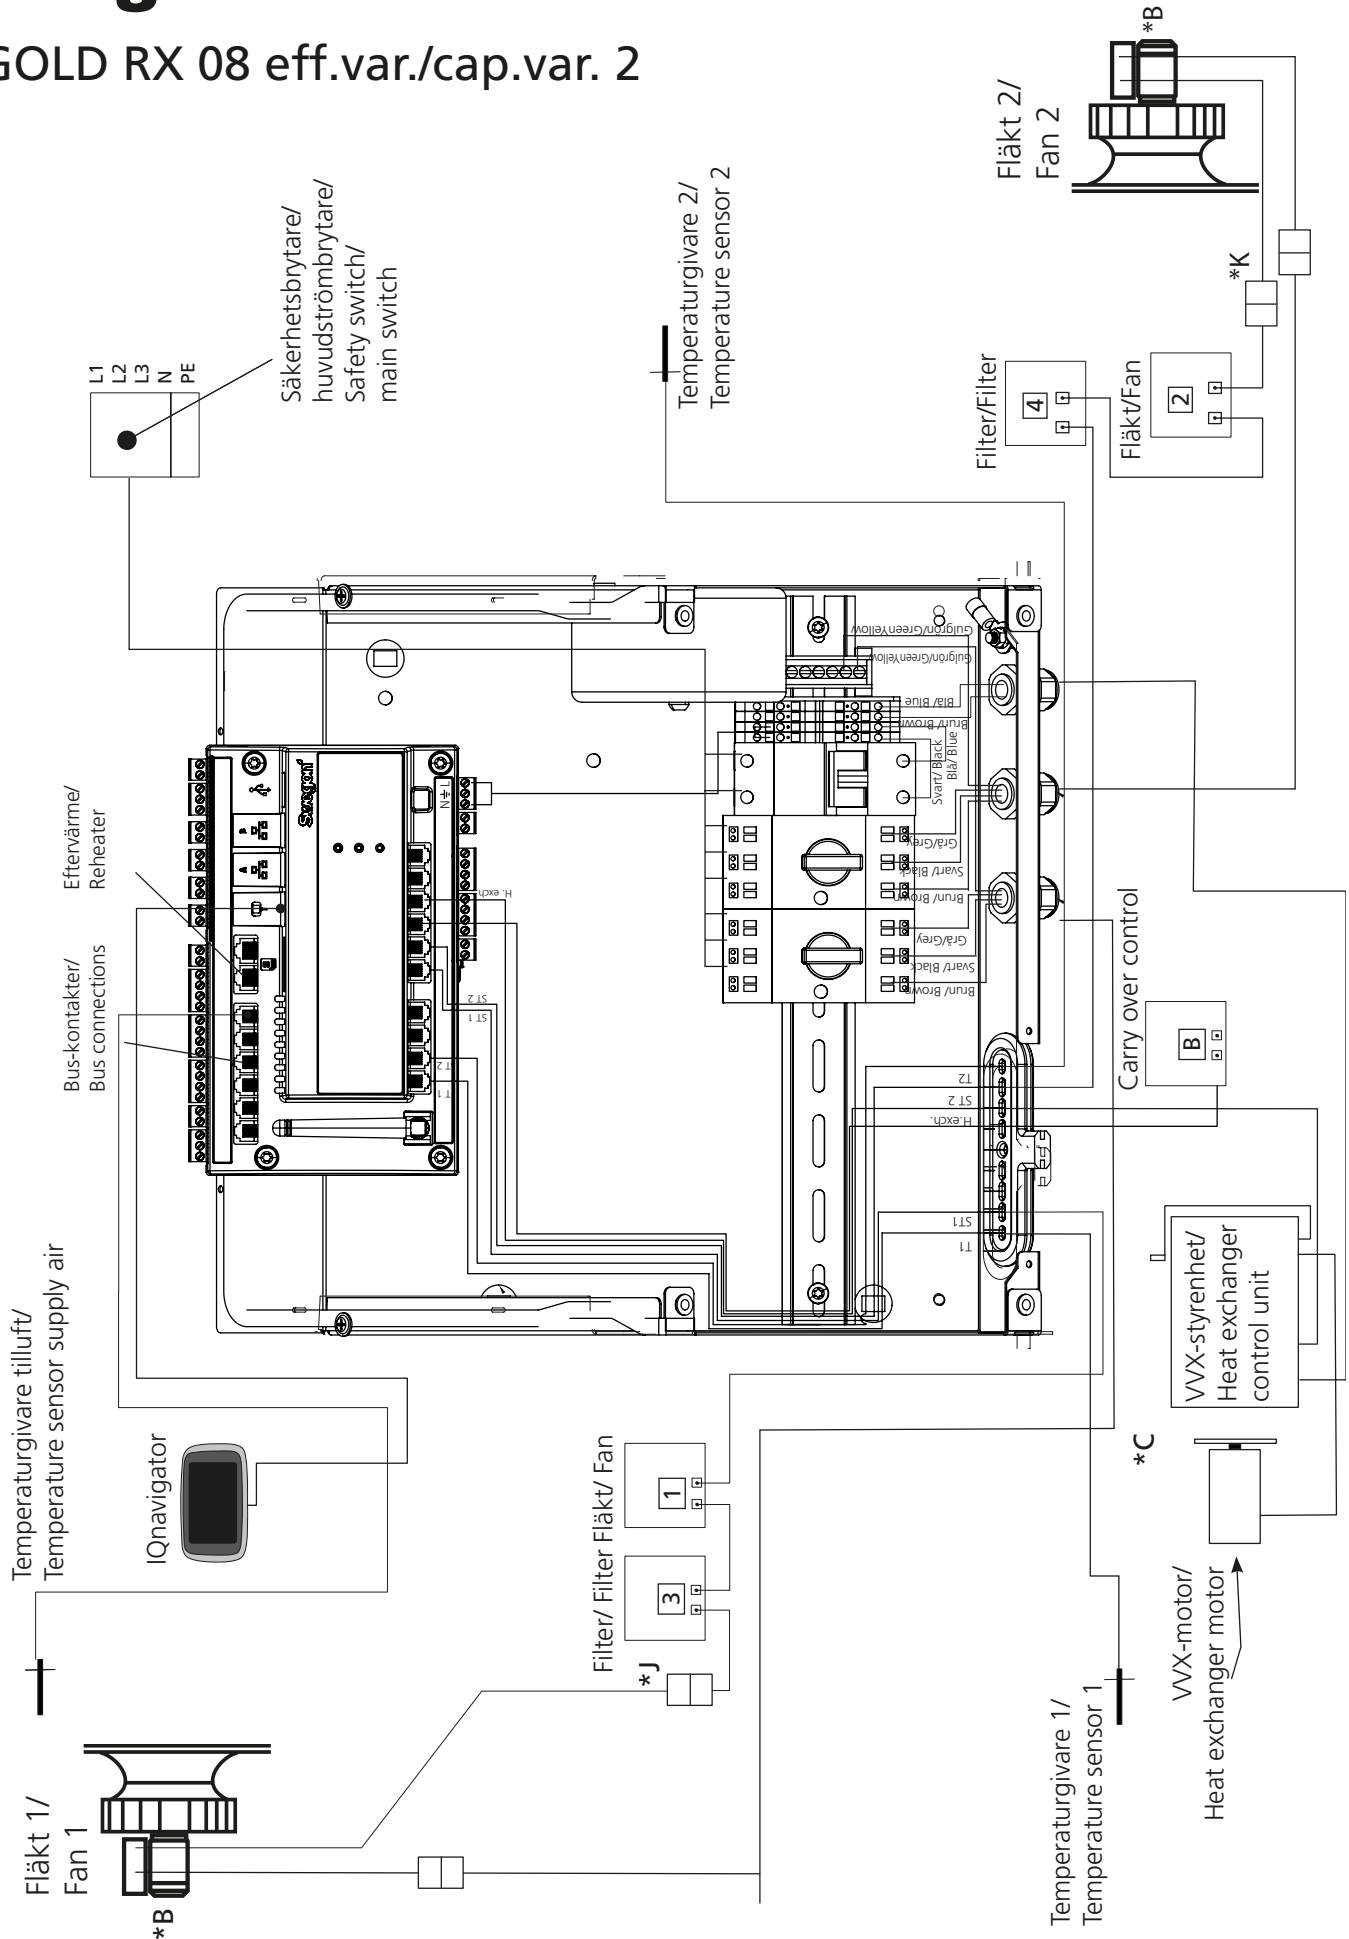 GOLD RX 08 eff.var./cap.var. 2
*B
Fläkt 2/
Fan 2
*K
Säkerhetsbrytare/
huvudströmbrytare/
Safety switch/
main switch
L1
L2
L3
N
PE
Temperaturgivare 2/
Temperature sensor 2
Filter/Filter
4
Fläkt/Fan
2
Eftervärme/
Reheater
Bus-kontakter/
Bus connections
Swegon
A
N
L
H. exch
ST 2
ST 1
T 2
T 1
Gulgrön/GreenYellow
Gulgrön/GreenYellow
Blå/ Blue
Brun/ Brown
Svart/ Black
Blå/ Blue
Grå/Grey
Svart/ Black
Brun/ Brown
Grå/Grey
Svart/ Black
Brun/ Brown
T2
ST 2
H.exch.
ST1
T1
Carry over control
B
Temperaturgivare tilluft/
Temperature sensor supply air
IQnavigator
Filter/ Filter Fläkt/ Fan
1
3
*J
VVX-styrenhet/
Heat exchanger
control unit
*C
VVX-motor/
Heat exchanger motor
Temperaturgivare 1/
Temperature sensor 1
Fläkt 1/
Fan 1
*B